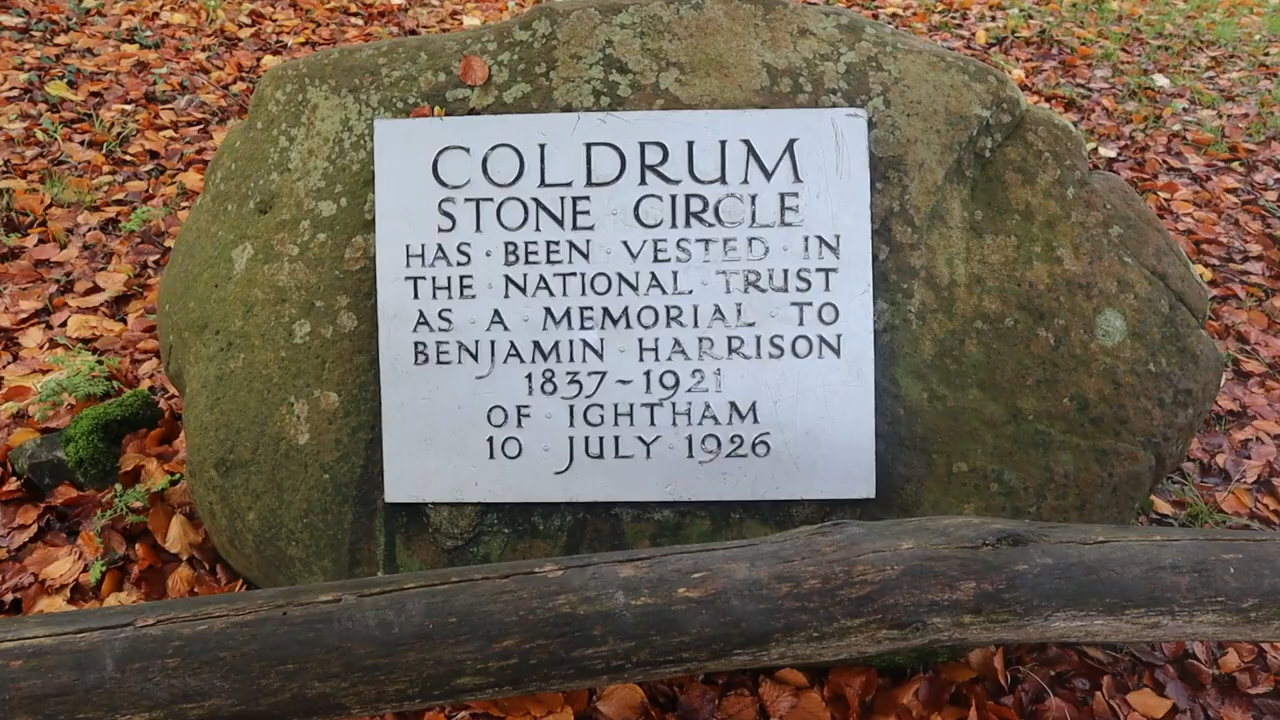 COLDRUM
STONE · CIRCLE
HAS · BEEN · VESTED · IN
THE · NATIONAL · TRUST
AS · A · MEMORIAL · TO
BENJAMIN · HARRISON
1837~1921
OF · IGHTHAM
10 · JULY · 1926